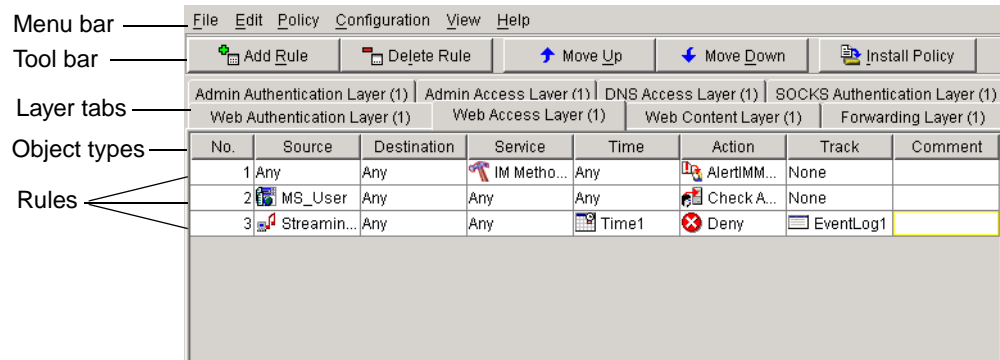 Menu bar
File Edit Policy Configuration View Help
Tool bar
Add Rule Delete Rule Move Up Move Down Install Policy
Layer tabs
Admin Authentication Layer (1) Admin Access Layer (1) DNS Access Layer (1) SOCKS Authentication Layer (1)
Web Authentication Layer (1) Web Access Layer (1) Web Content Layer (1) Forwarding Layer (1)
Object types
No. Source Destination Service Time Action Track Comment
Rules
1 Any Any IM Metho... Any AlertIMM... None
2 MS_User Any Any Any Check A... None
3 Streamin... Any Any Time1 Deny EventLog1